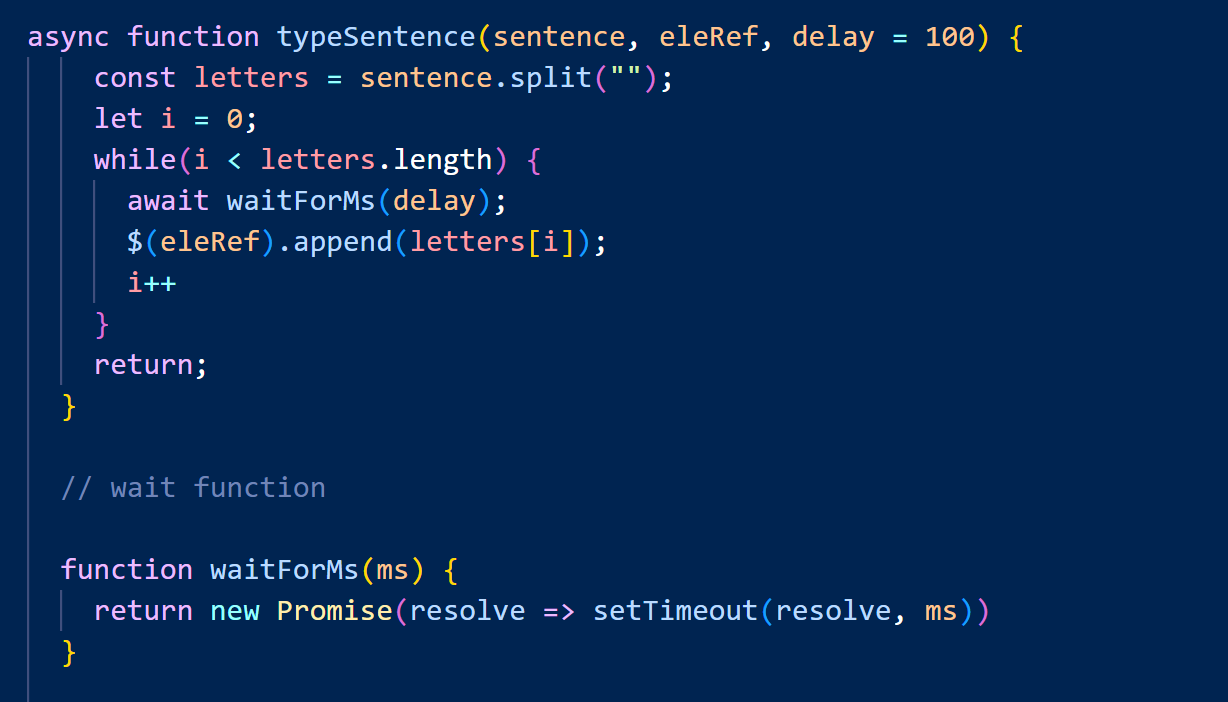 async function typeSentence(sentence, eleRef, delay = 100) {
    const letters = sentence.split("");
    let i = 0;
    while(i < letters.length) {
      await waitForMs(delay);
      $(eleRef).append(letters[i]);
      i++
    }
    return;
  }

  // wait function

  function waitForMs(ms) {
    return new Promise(resolve => setTimeout(resolve, ms))
  }